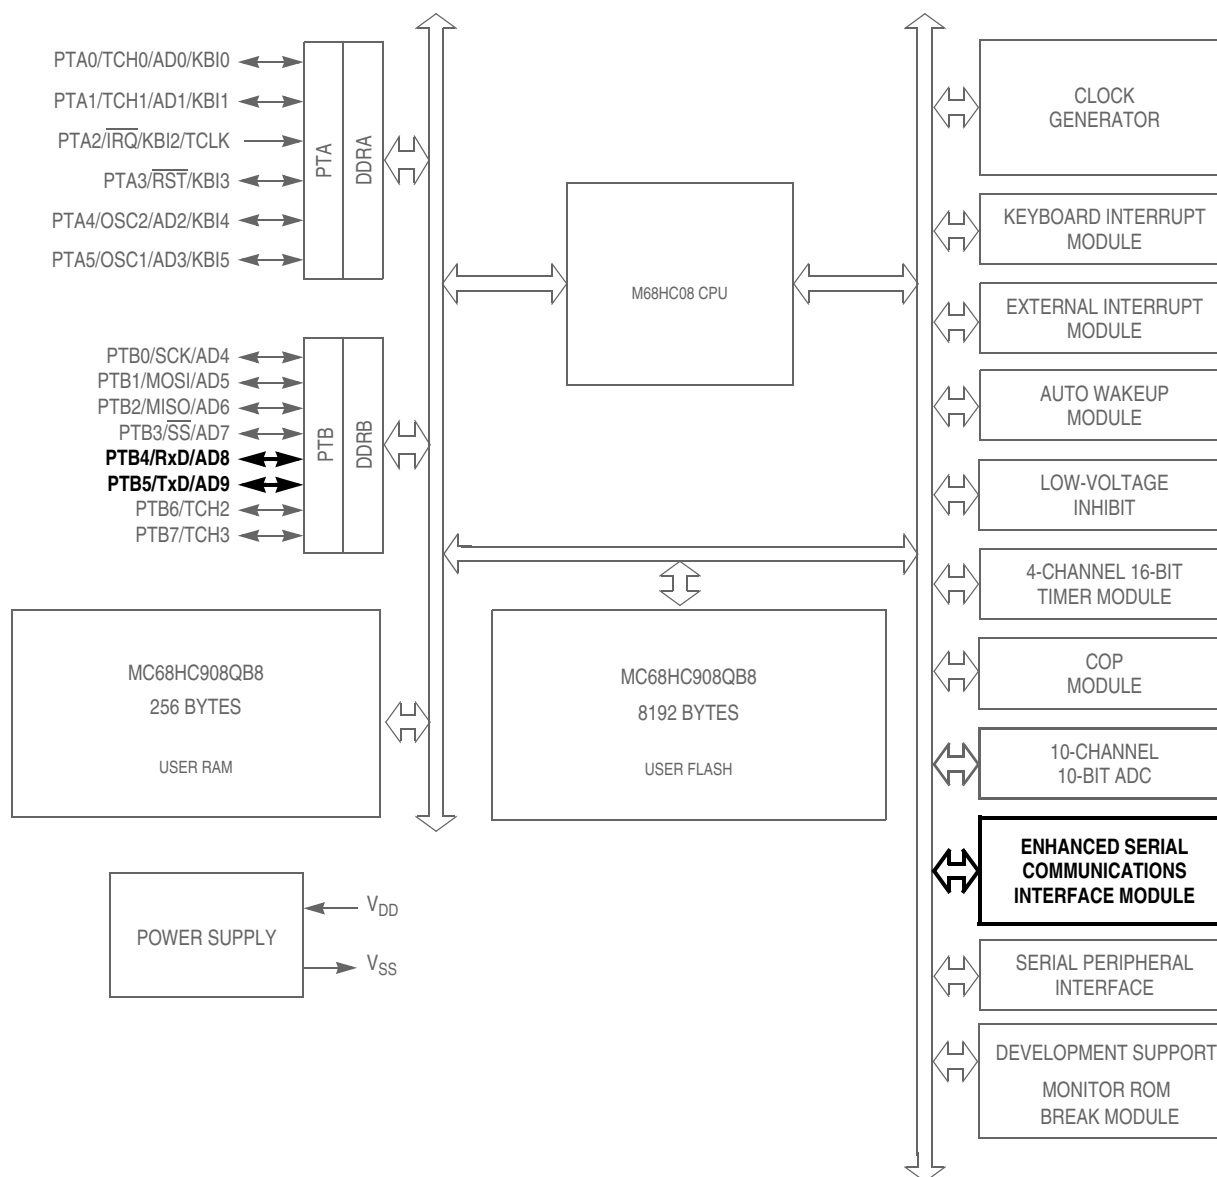 PTA0/TCH0/AD0/KBI0
PTA1/TCH1/AD1/KBI1
PTA2/I̅R̅Q̅/KBI2/TCLK
PTA3/R̅S̅T̅/KBI3
PTA4/OSC2/AD2/KBI4
PTA5/OSC1/AD3/KBI5
PTA
DDRA
PTB0/SCK/AD4
PTB1/MOSI/AD5
PTB2/MISO/AD6
PTB3/S̅S̅/AD7
PTB4/RxD/AD8
PTB5/TxD/AD9
PTB6/TCH2
PTB7/TCH3
PTB
DDRB
M68HC08 CPU
MC68HC908QB8
256 BYTES
USER RAM
MC68HC908QB8
8192 BYTES
USER FLASH
POWER SUPPLY
VDD
VSS
CLOCK
GENERATOR
KEYBOARD INTERRUPT
MODULE
EXTERNAL INTERRUPT
MODULE
AUTO WAKEUP
MODULE
LOW-VOLTAGE
INHIBIT
4-CHANNEL 16-BIT
TIMER MODULE
COP
MODULE
10-CHANNEL
10-BIT ADC
ENHANCED SERIAL
COMMUNICATIONS
INTERFACE MODULE
SERIAL PERIPHERAL
INTERFACE
DEVELOPMENT SUPPORT
MONITOR ROM
BREAK MODULE